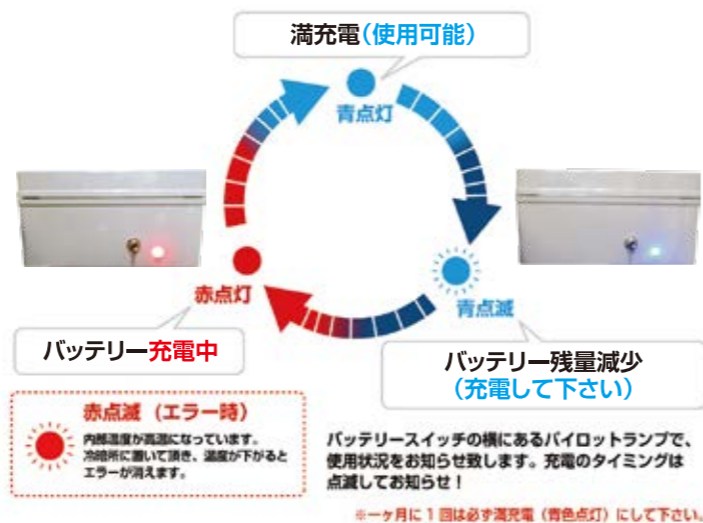 満充電(使用可能)
青点灯
赤点灯
青点滅
バッテリー充電中
バッテリー残量減少
(充電して下さい)
赤点滅（エラー時）
内部温度が高温になっています。
冷暗所に置いて頂き、温度が下がると
エラーが消えます。
バッテリースイッチの横にあるパイロットランプで、
使用状況をお知らせ致します。充電のタイミングは
点滅してお知らせ！
※一ヶ月に1回は必ず満充電（青色点灯）にして下さい。